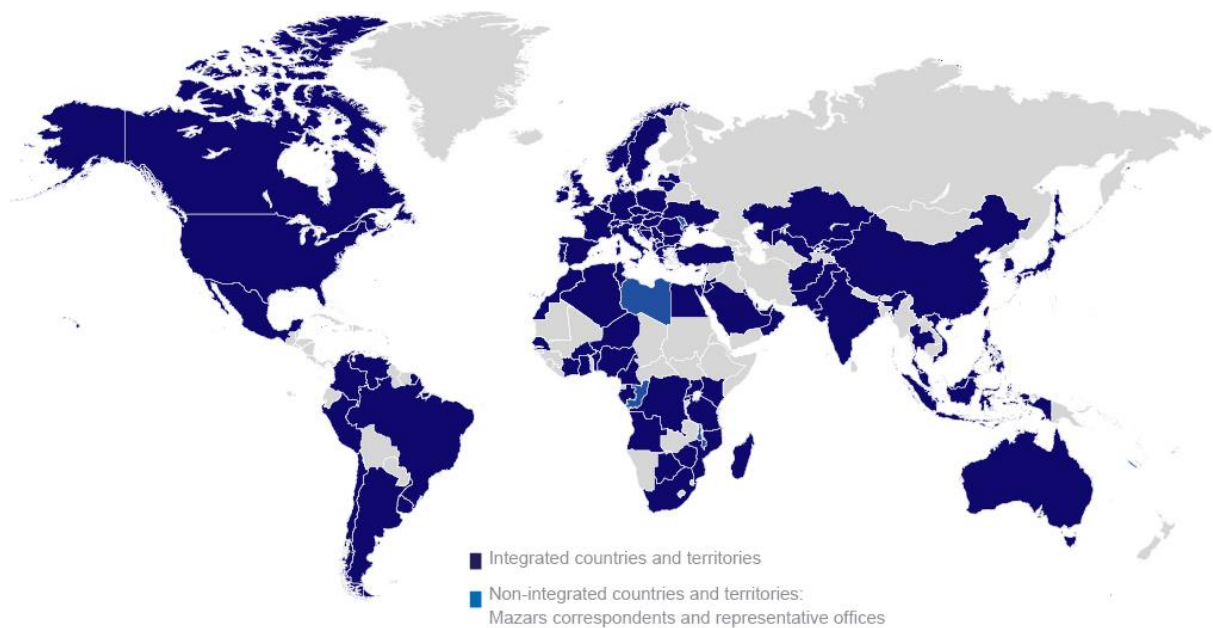 Integrated countries and territories
Non-integrated countries and territories:
Mazars correspondents and representative offices